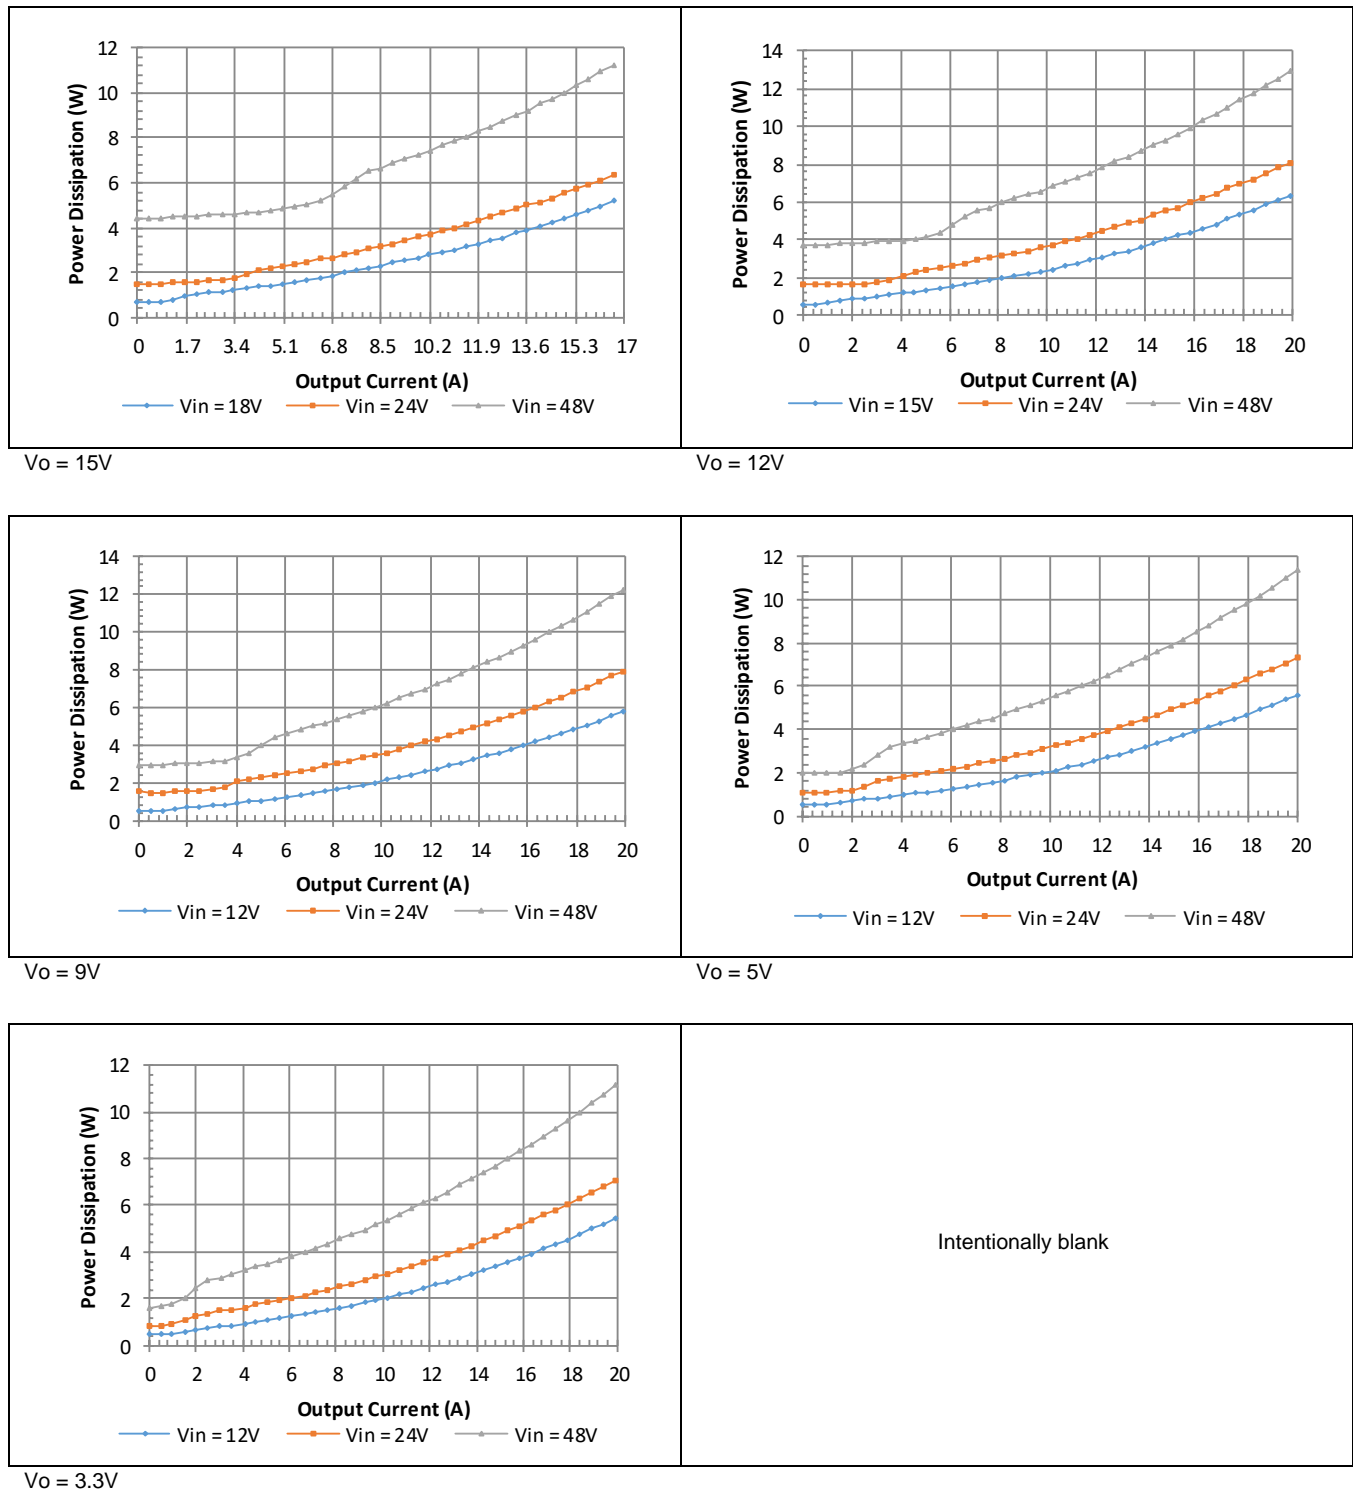 Power Dissipation (W)
12
10
8
6
4
2
0
0 1.7 3.4 5.1 6.8 8.5 10.2 11.9 13.6 15.3 17
Output Current (A)
Vin = 18V Vin = 24V Vin = 48V
Vo = 15V
Power Dissipation (W)
14
12
10
8
6
4
2
0
0 2 4 6 8 10 12 14 16 18 20
Output Current (A)
Vin = 15V Vin = 24V Vin = 48V
Vo = 12V
Power Dissipation (W)
14
12
10
8
6
4
2
0
0 2 4 6 8 10 12 14 16 18 20
Output Current (A)
Vin = 12V Vin = 24V Vin = 48V
Vo = 9V
Power Dissipation (W)
12
10
8
6
4
2
0
0 2 4 6 8 10 12 14 16 18 20
Output Current (A)
Vin = 12V Vin = 24V Vin = 48V
Vo = 5V
Power Dissipation (W)
12
10
8
6
4
2
0
0 2 4 6 8 10 12 14 16 18 20
Output Current (A)
Vin = 12V Vin = 24V Vin = 48V
Vo = 3.3V
Intentionally blank